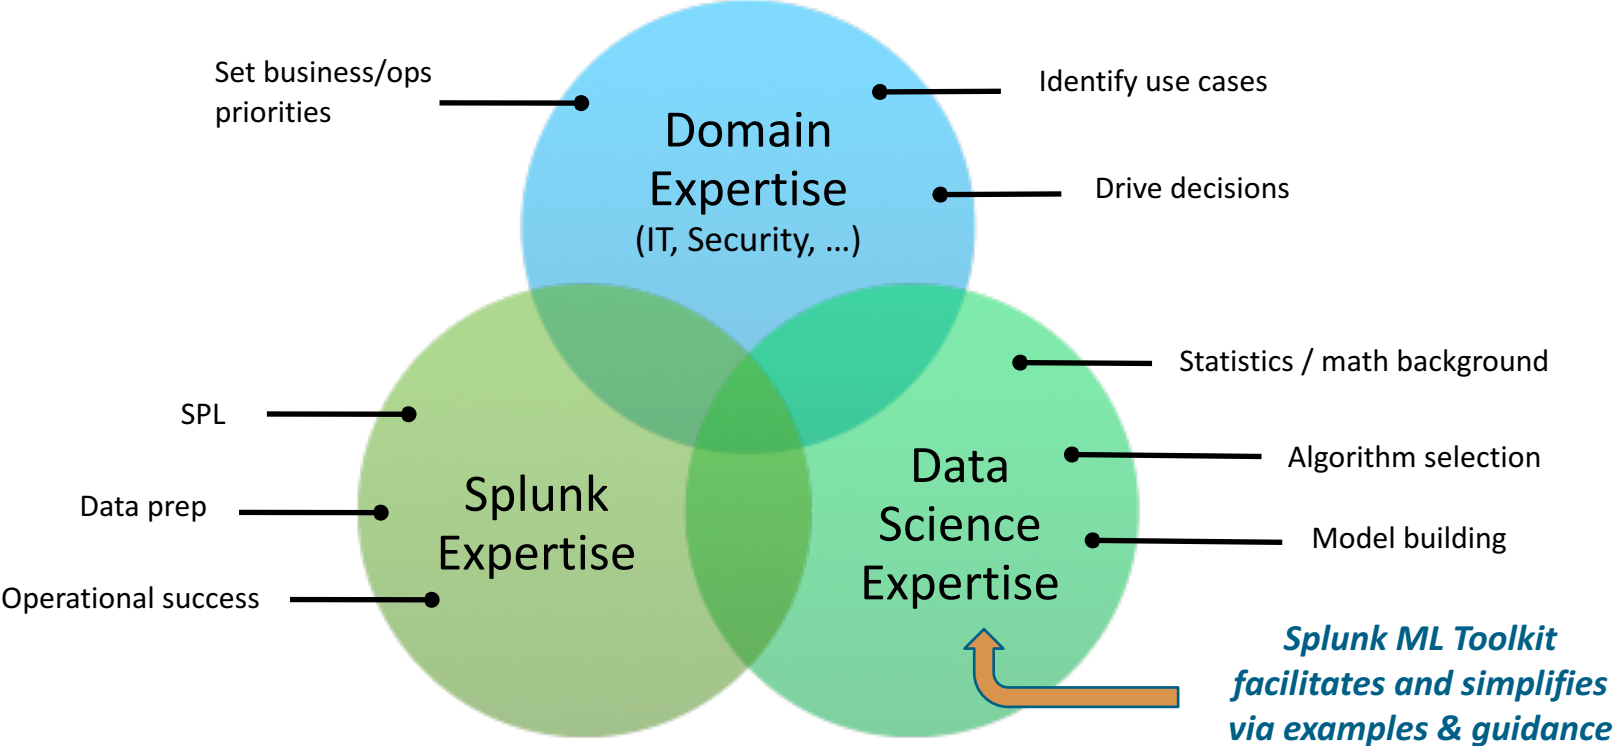 Set business/ops
priorities
Identify use cases
Domain
Expertise
(IT, Security, ...)
Drive decisions
Statistics / math background
SPL
Algorithm selection
Data
Science
Expertise
Splunk
Expertise
Data prep
Model building
Operational success
Splunk ML Toolkit
facilitates and simplifies
via examples & guidance